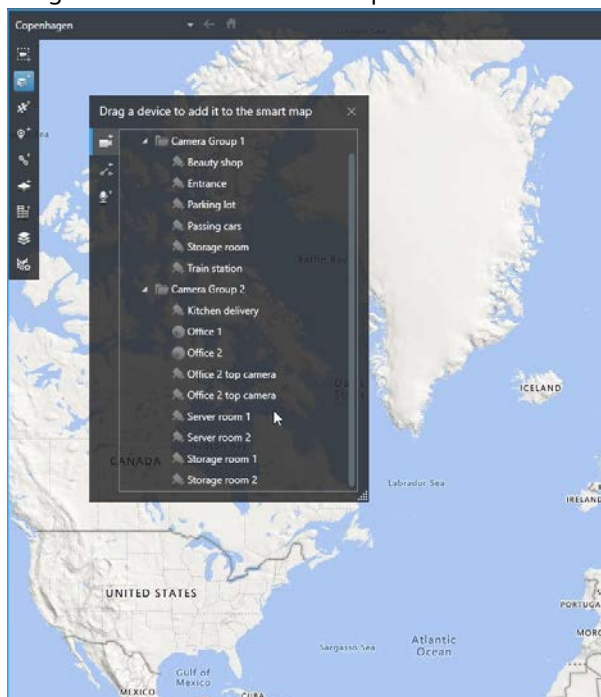 Copenhagen
Drag a device to add it to the smart map
Camera Group 1
Beauty shop
Entrance
Parking lot
Passing cars
Storage room
Train station
Camera Group 2
Kitchen delivery
Office 1
Office 2
Office 2 top camera
Office 2 top camera
Server room 1
Server room 2
Storage room 1
Storage room 2
ICELAND
CANADA
Labrador Sea
IRELAND
UNITED STATES
PORTUGA
MORO
Sargasso Sea
Atlantic
Ocean
Gulf of
Mexico
MEXICO
CUBA